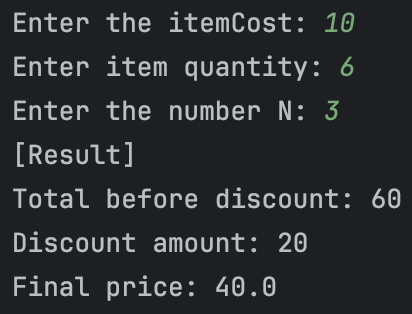 Enter the itemCost: 10
Enter item quantity: 6
Enter the number N: 3
[Result]
Total before discount: 60
Discount amount: 20
Final price: 40.0